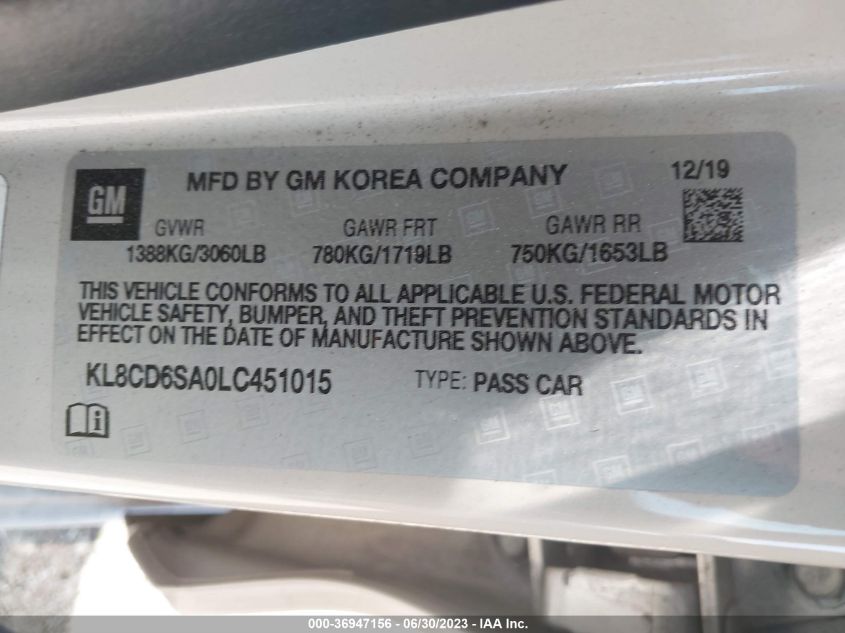 GM
MFD BY GM KOREA COMPANY
12/19
GVWR GAWR FRT GAWR RR
1388KG/3060LB 780KG/1719LB 750KG/1653LB
THIS VEHICLE CONFORMS TO ALL APPLICABLE U.S. FEDERAL MOTOR
VEHICLE SAFETY, BUMPER, AND THEFT PREVENTION STANDARDS IN
EFFECT ON THE DATE OF MANUFACTURE SHOWN ABOVE.
KL8CD6SA0LC451015 TYPE: PASS CAR
000-36947156 - 06/30/2023 - IAA Inc.